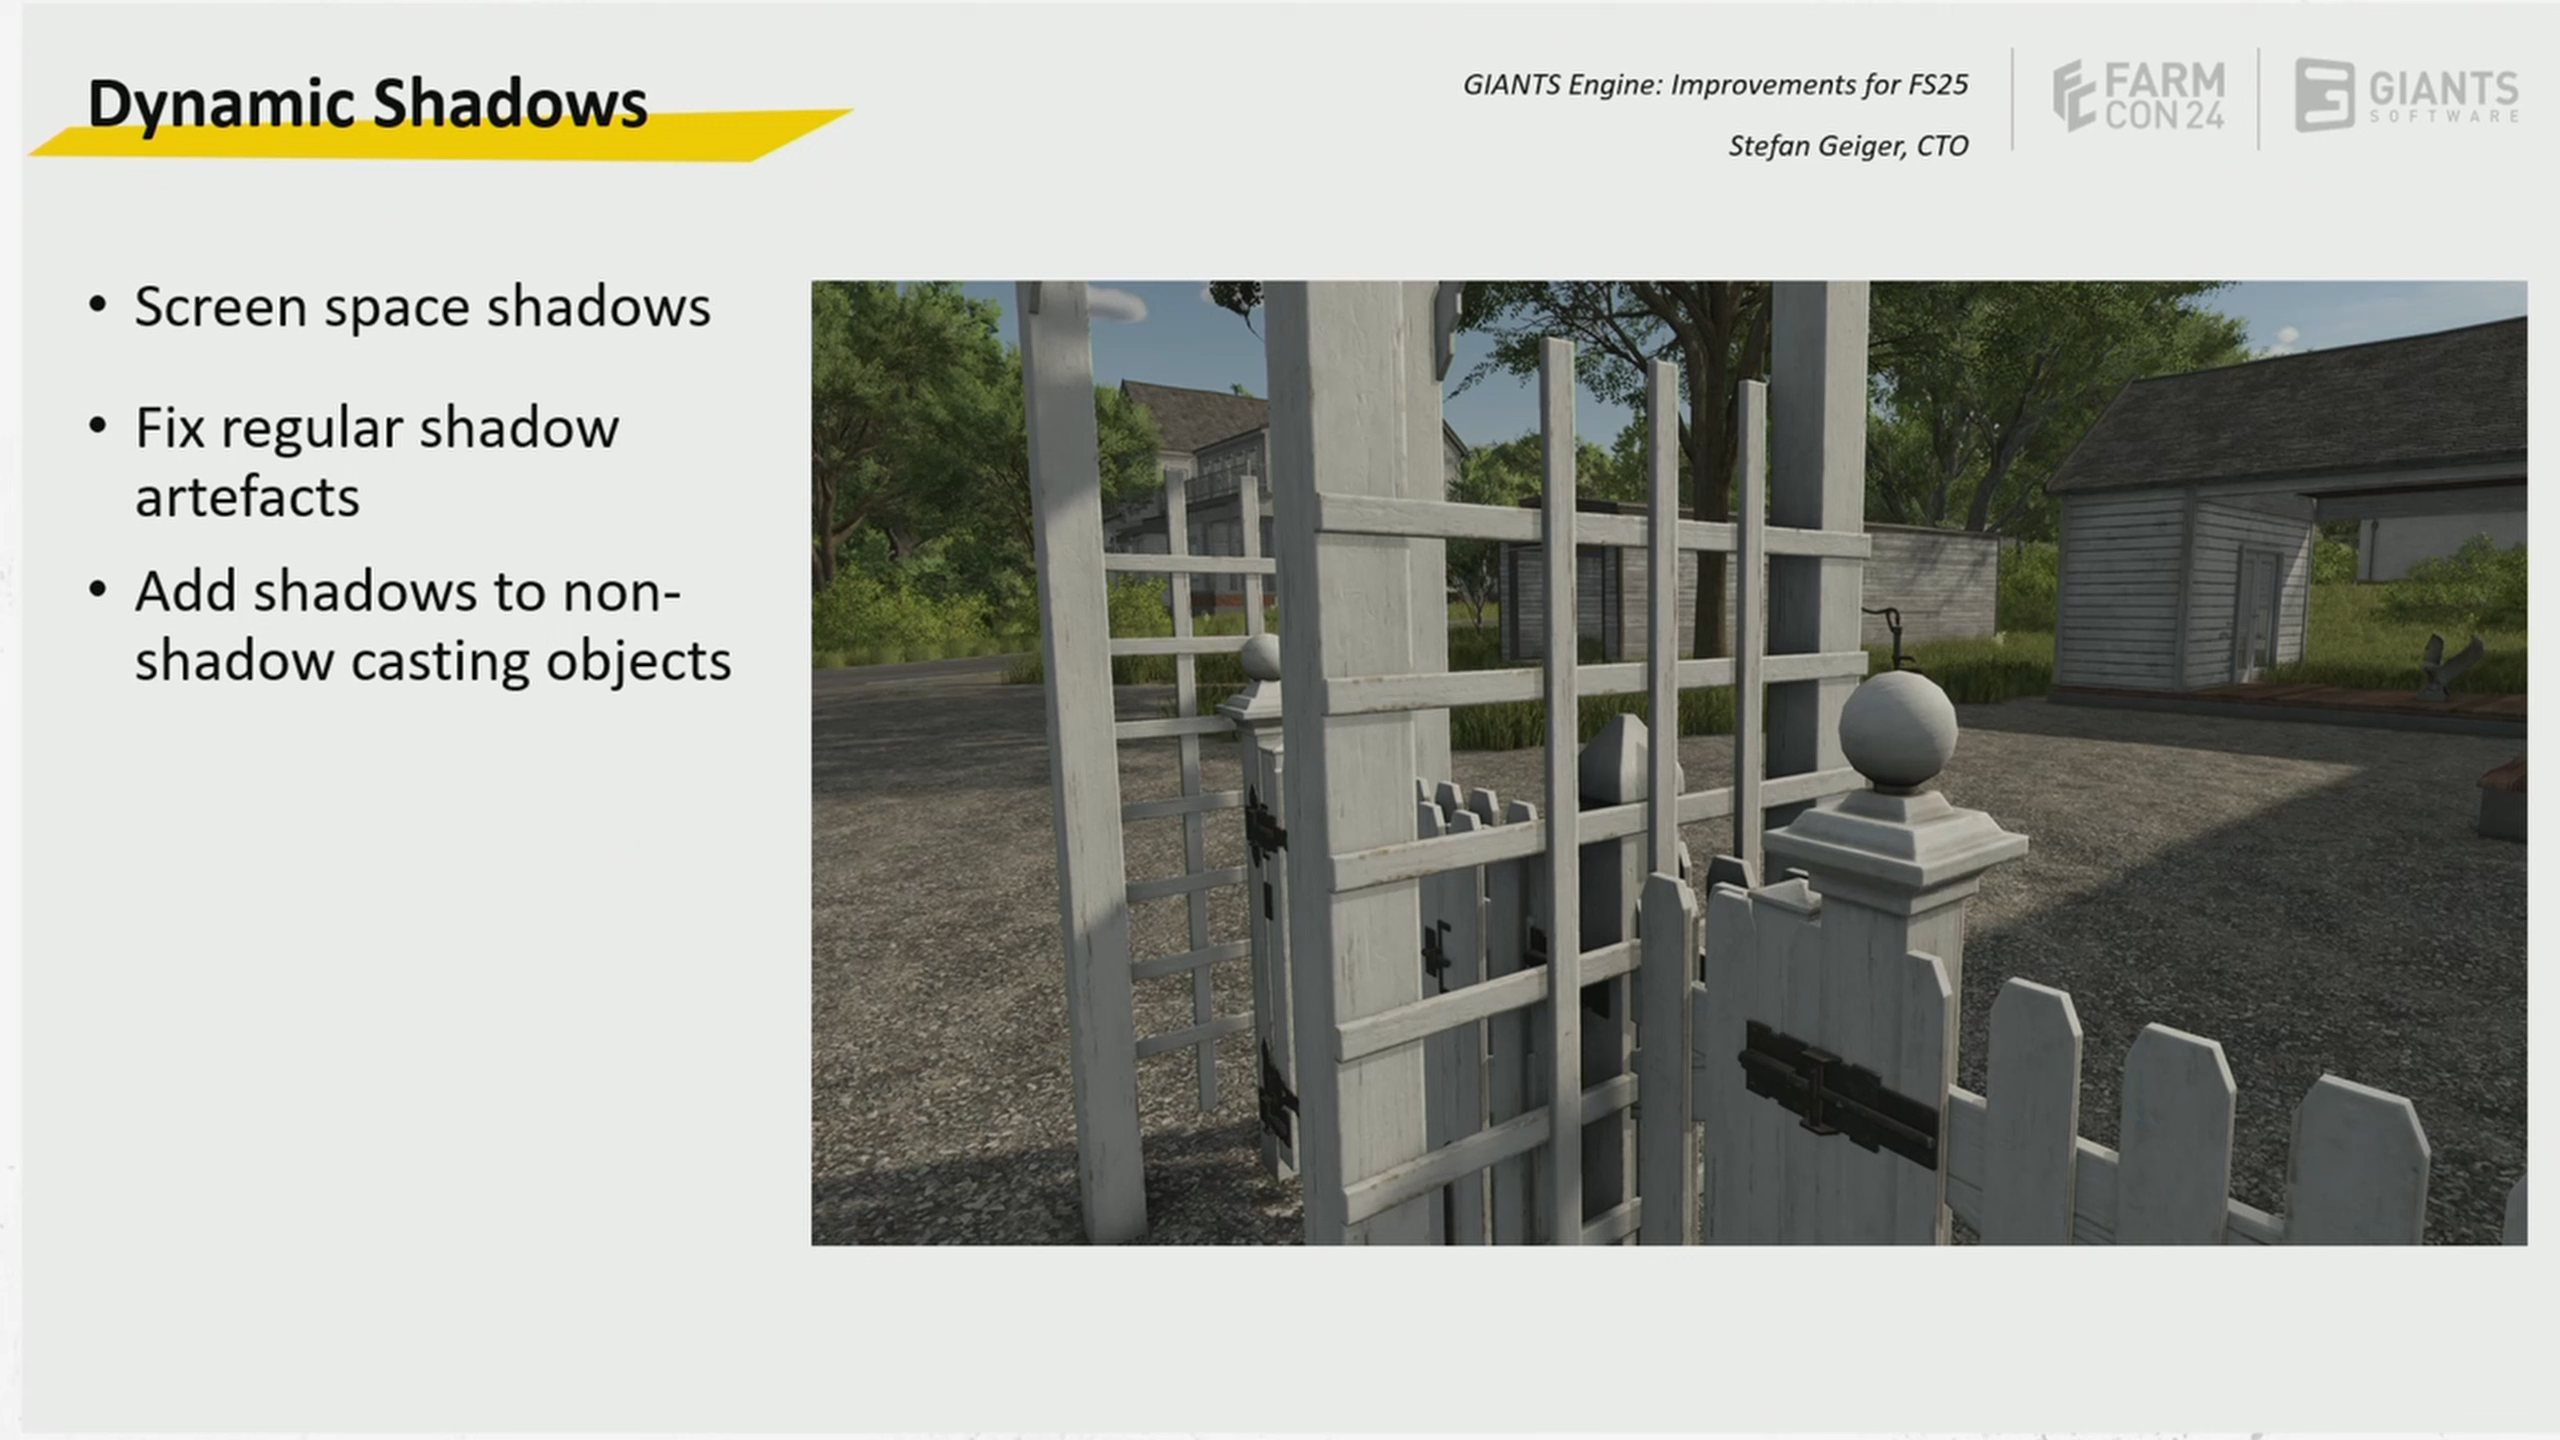 Dynamic Shadows
GIANTS Engine: Improvements for FS25
Stefan Geiger, CTO
FARM
CON 24
GIANTS
SOFTWARE
• Screen space shadows
• Fix regular shadow
artefacts
• Add shadows to non-
shadow casting objects